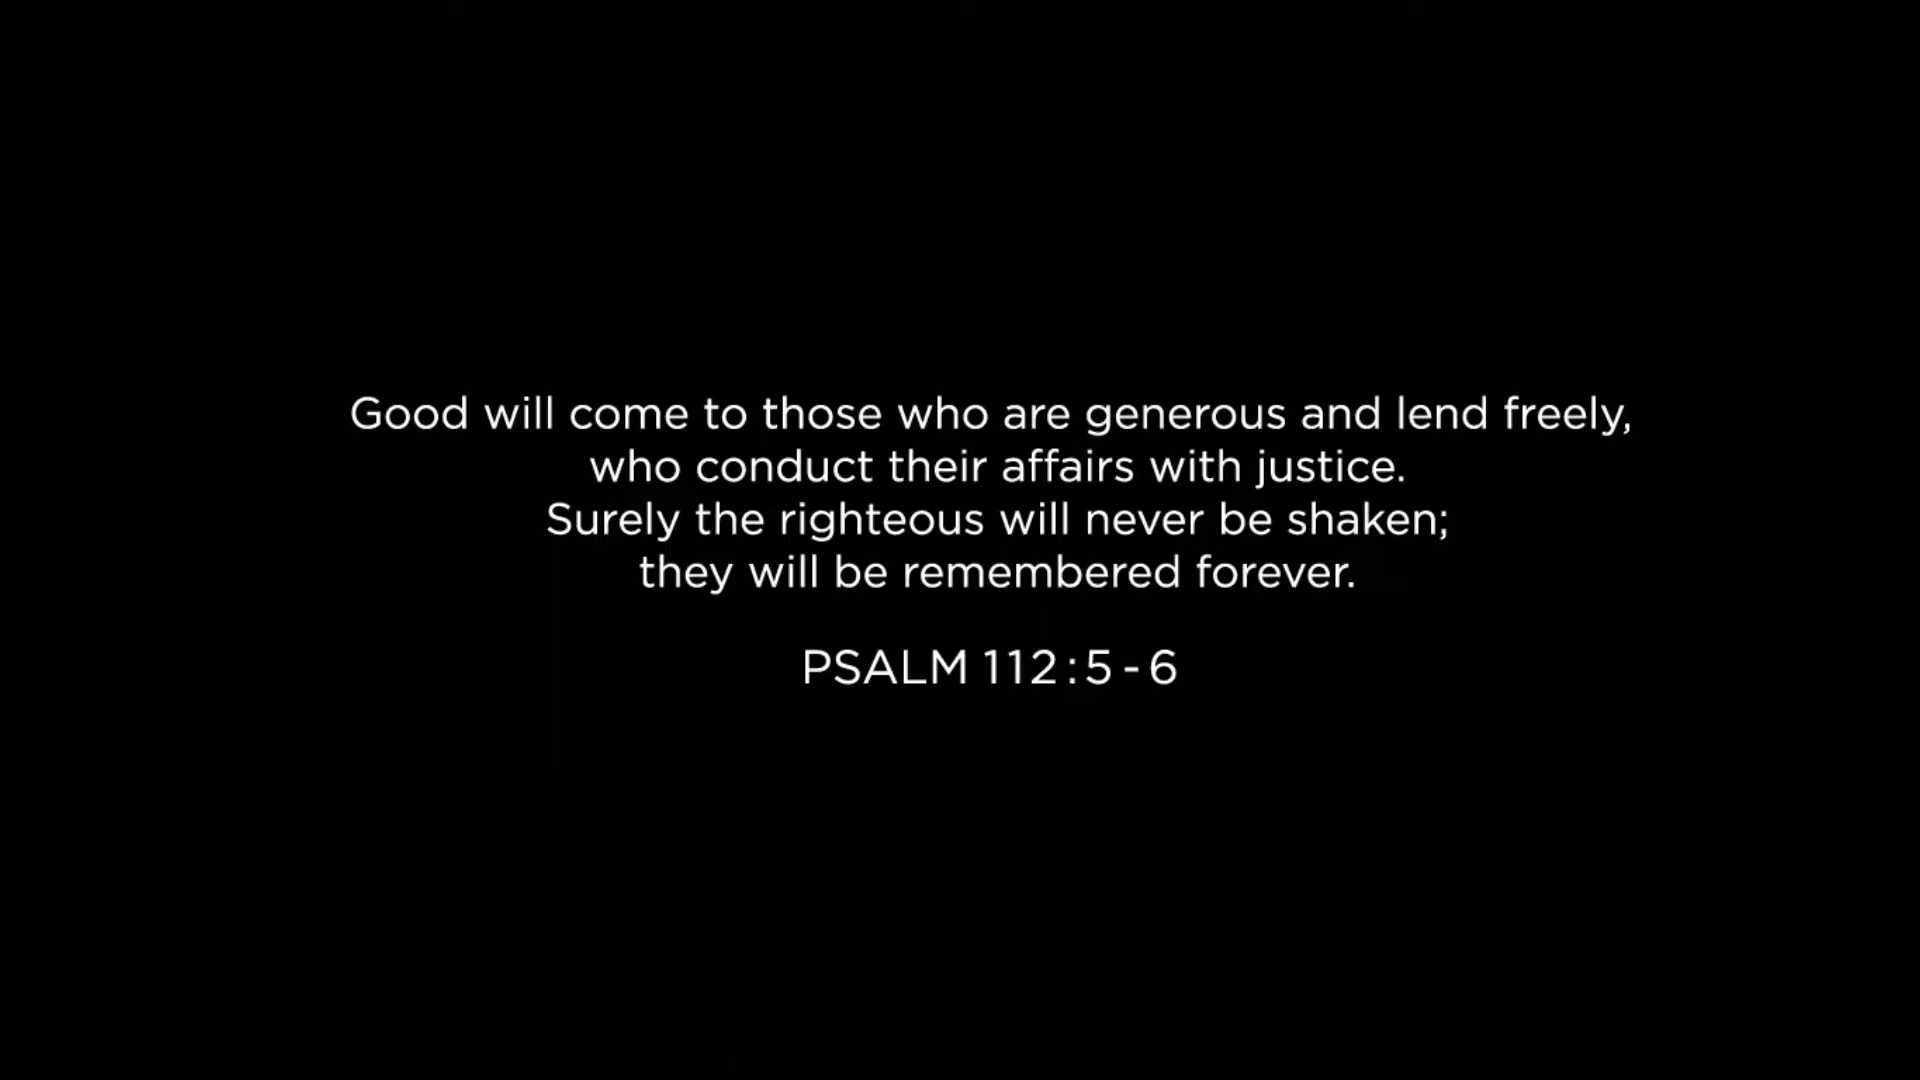 Good will come to those who are generous and lend freely,
who conduct their affairs with justice.
Surely the righteous will never be shaken;
they will be remembered forever.
PSALM 112:5-6